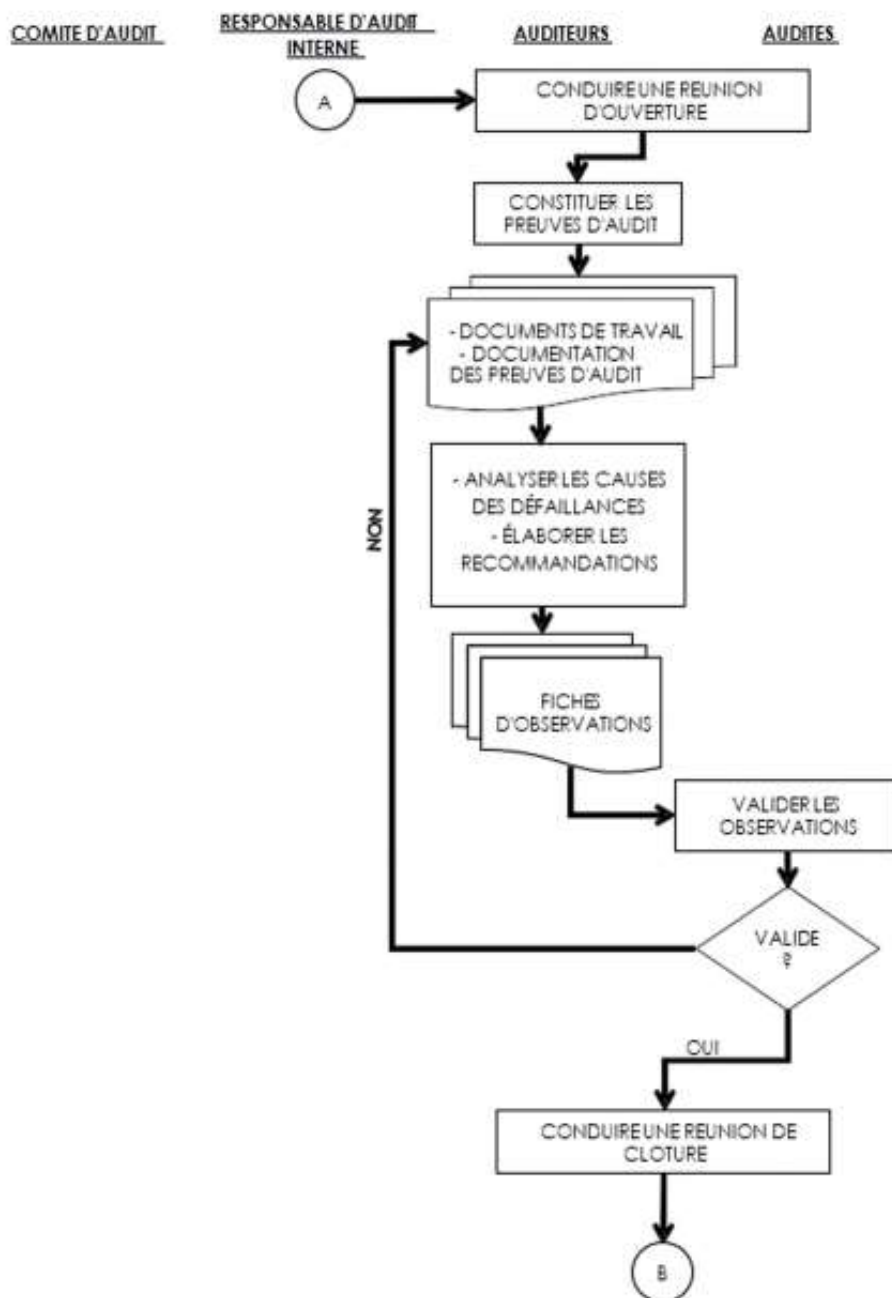 COMITE D'AUDIT
RESPONSABLE D'AUDIT
INTERNE
AUDITEURS
AUDITES
A
CONDUIRE UNE REUNION
D'OUVERTURE
CONSTITUER LES
PREUVES D'AUDIT
- DOCUMENTS DE TRAVAIL
- DOCUMENTATION
DES PREUVES D'AUDIT
- ANALYSER LES CAUSES
DES DÉFAILLANCES
- ÉLABORER LES
RECOMMANDATIONS
NON
FICHES
D'OBSERVATIONS
VALIDER LES
OBSERVATIONS
VALIDE
?
OUI
CONDUIRE UNE REUNION DE
CLOTURE
B